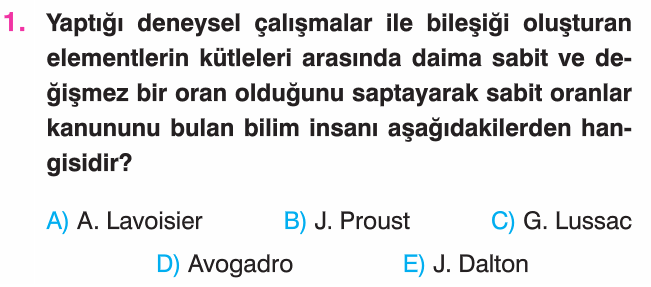 1. Yaptığı deneysel çalışmalar ile bileşiği oluşturan
elementlerin kütleleri arasında daima sabit ve de-
ğişmez bir oran olduğunu saptayarak sabit oranlar
kanununu bulan bilim insanı aşağıdakilerden han-
gisidir?
A) A. Lavoisier B) J. Proust C) G. Lussac
D) Avogadro E) J. Dalton